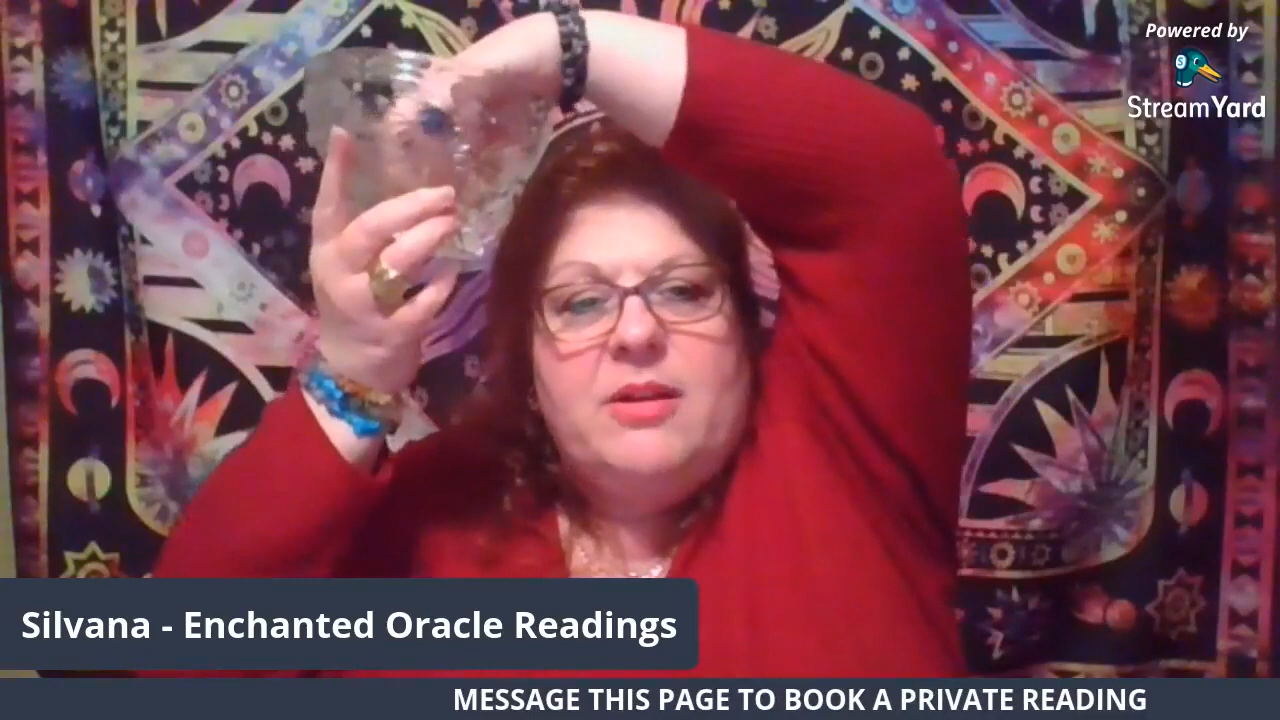 Powered by
StreamYard
Silvana - Enchanted Oracle Readings
MESSAGE THIS PAGE TO BOOK A PRIVATE READING